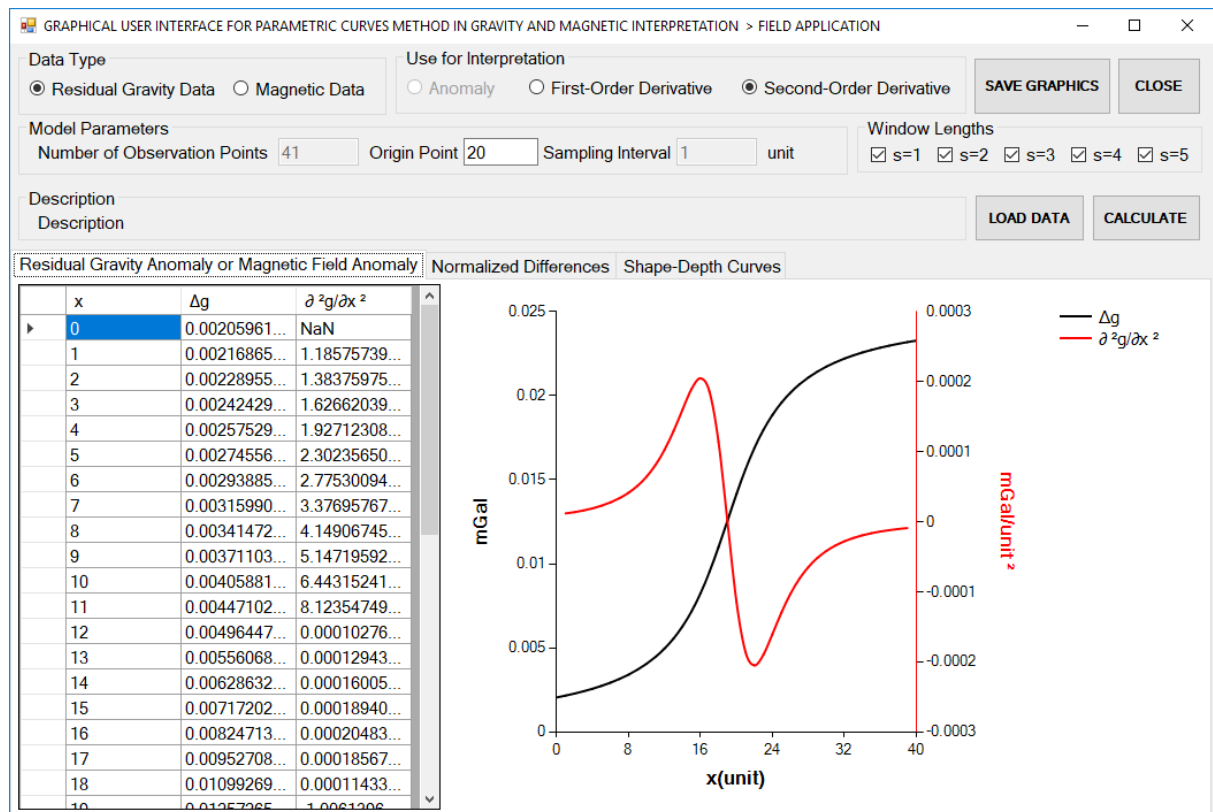 GRAPHICAL USER INTERFACE FOR PARAMETRIC CURVES METHOD IN GRAVITY AND MAGNETIC INTERPRETATION > FIELD APPLICATION
Data Type
Residual Gravity Data Magnetic Data
Use for Interpretation
Anomaly First-Order Derivative Second-Order Derivative
SAVE GRAPHICS CLOSE
Model Parameters
Number of Observation Points 41 Origin Point 20 Sampling Interval 1 unit
Window Lengths
s=1 s=2 s=3 s=4 s=5
Description
Description
LOAD DATA CALCULATE
Residual Gravity Anomaly or Magnetic Field Anomaly Normalized Differences Shape-Depth Curves
x Δg ∂ ²g/∂x ²
0 0.00205961... NaN
1 0.00216865... 1.18575739...
2 0.00228955... 1.38375975...
3 0.00242429... 1.62662039...
4 0.00257529... 1.92712308...
5 0.00274556... 2.30235650...
6 0.00293885... 2.77530094...
7 0.00315990... 3.37695767...
8 0.00341472... 4.14906745...
9 0.00371103... 5.14719592...
10 0.00405881... 6.44315241...
11 0.00447102... 8.12354749...
12 0.00496447... 0.00010276...
13 0.00556068... 0.00012943...
14 0.00628632... 0.00016005...
15 0.00717202... 0.00018940...
16 0.00824713... 0.00020483...
17 0.00952708... 0.00018567...
18 0.01099269... 0.00011433...
0.025
0.02
0.015
0.01
0.005
0
mGal
0 8 16 24 32 40
x(unit)
0.0003
0.0002
0.0001
0
-0.0001
-0.0002
-0.0003
mGal/unit ²
Δg
∂ ²g/∂x ²